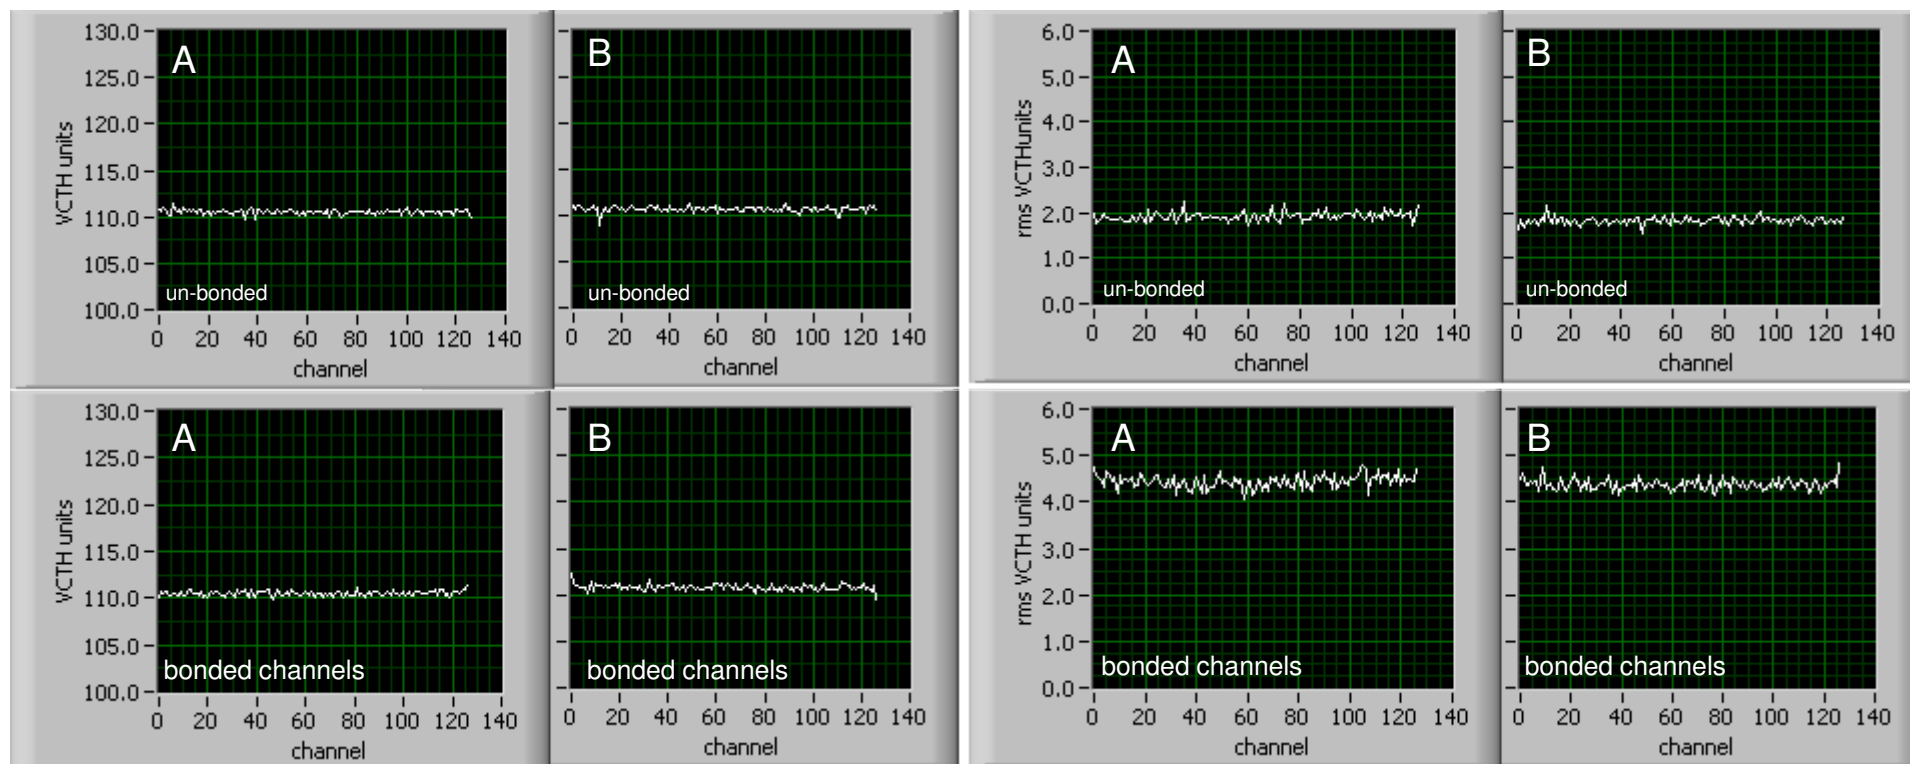 130.0
125.0
120.0
115.0
110.0
105.0
100.0
VCTH units
A
un-bonded
0 20 40 60 80 100 120 140
channel
B
un-bonded
0 20 40 60 80 100 120 140
channel
6.0
5.0
4.0
3.0
2.0
1.0
0.0
rms VCTHunits
A
un-bonded
0 20 40 60 80 100 120 140
channel
B
un-bonded
0 20 40 60 80 100 120 140
channel
130.0
125.0
120.0
115.0
110.0
105.0
100.0
VCTH units
A
bonded channels
0 20 40 60 80 100 120 140
channel
B
bonded channels
0 20 40 60 80 100 120 140
channel
6.0
5.0
4.0
3.0
2.0
1.0
0.0
rms VCTH units
A
bonded channels
0 20 40 60 80 100 120 140
channel
B
bonded channels
0 20 40 60 80 100 120 140
channel